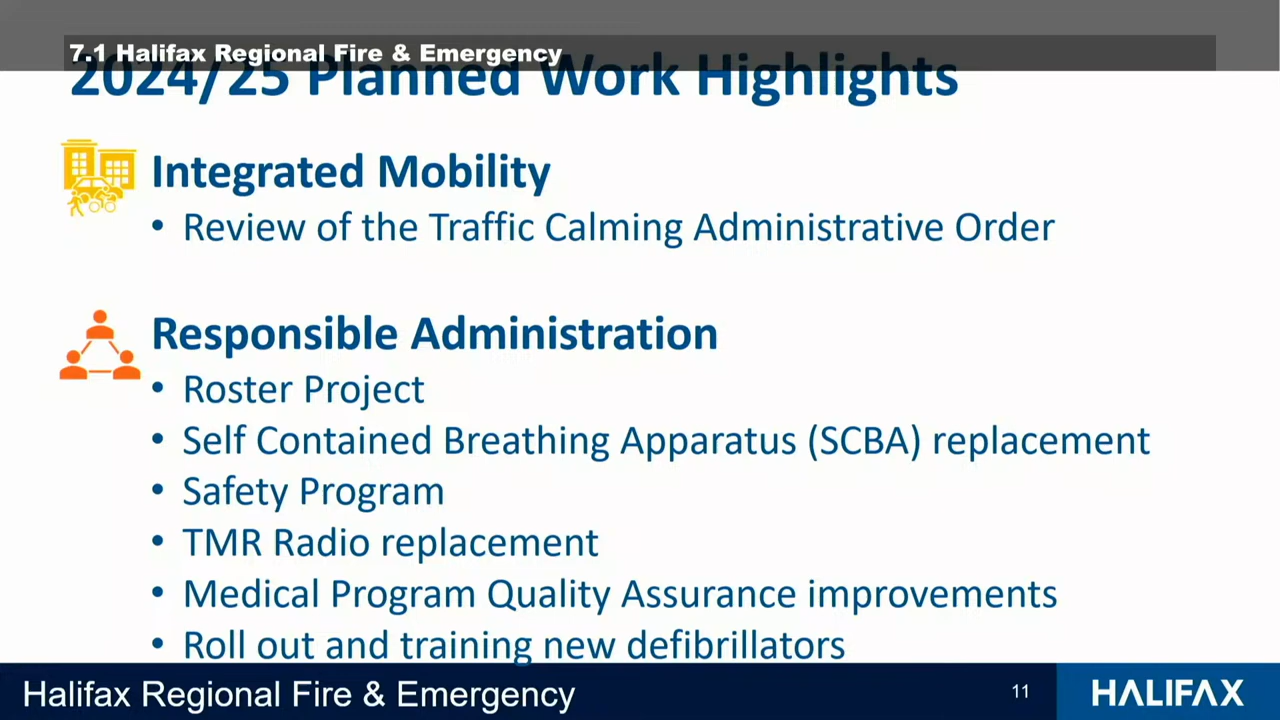 7.1 Halifax Regional Fire & Emergency
2024/25 Planned Work Highlights
Integrated Mobility
• Review of the Traffic Calming Administrative Order
Responsible Administration
• Roster Project
• Self Contained Breathing Apparatus (SCBA) replacement
• Safety Program
• TMR Radio replacement
• Medical Program Quality Assurance improvements
• Roll out and training new defibrillators
Halifax Regional Fire & Emergency
11
HALIFAX